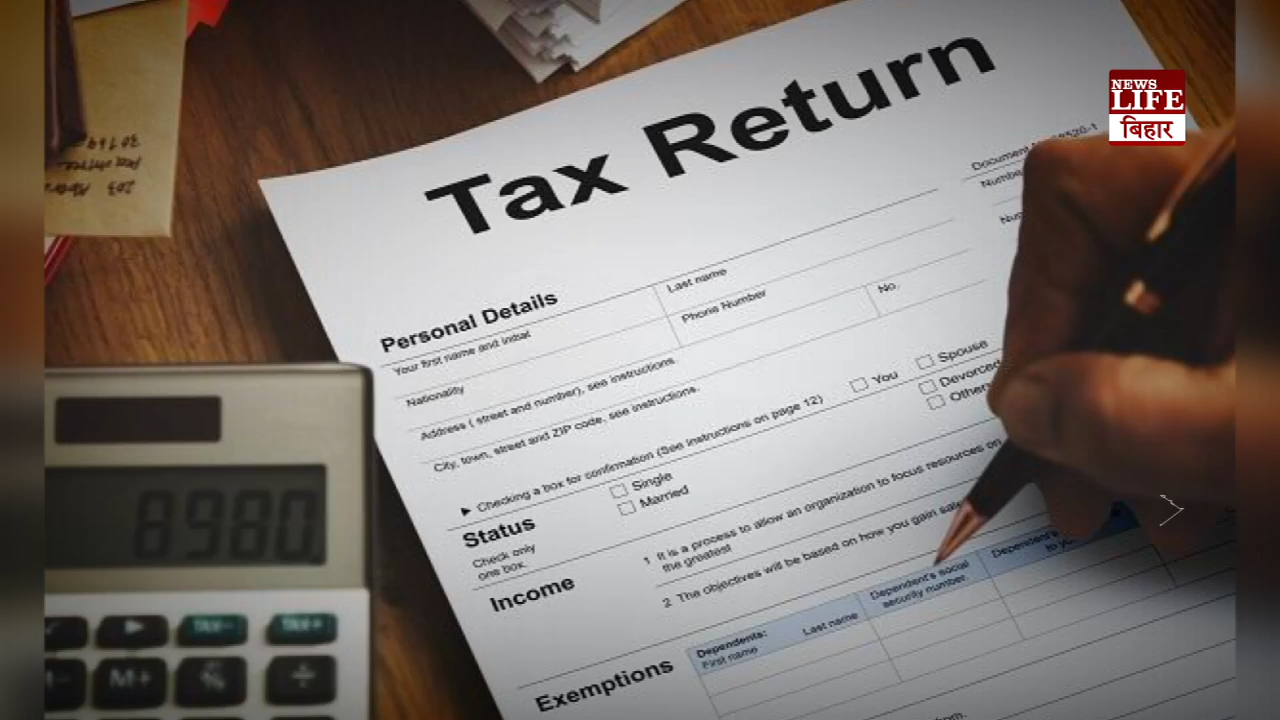 NEWS
LIFE
बिहार
Tax Return
Personal Details
Your first name and initial
Last name
Nationality
Phone Number
No.
Address ( street and number), see instructions.
City, town, street and ZIP code, see instructions.
► Checking a box for confirmation (See instructions on page 12)
You
Spouse
Devorced
Other
Status
Check only
one box.
Single
Married
Income
1 It is a process to allow an organization to focus resources on
the greatest
2 The objectives will be based on how you gain
Exemptions
Dependents:
First name
Last name
Dependent's social
security number
8980.
TAX-
TAX+
M+
%
÷